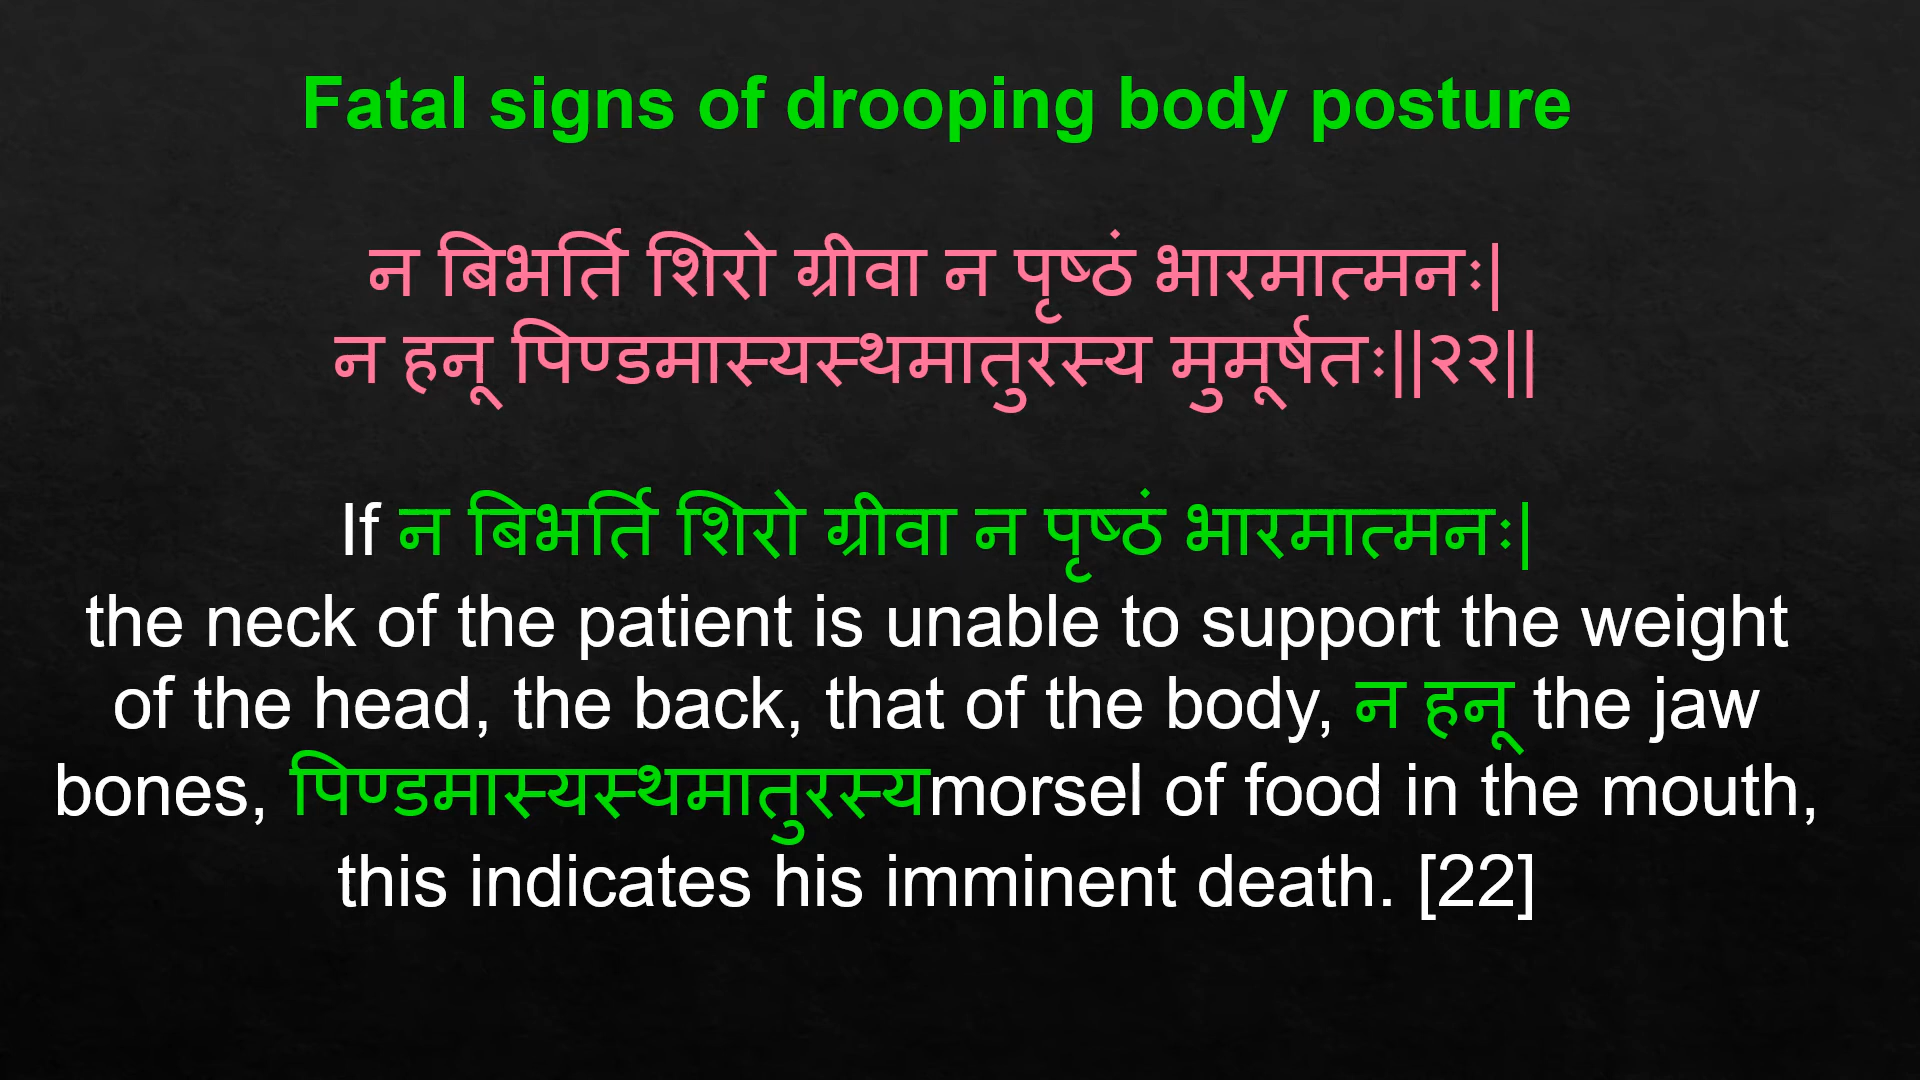 Fatal signs of drooping body posture
न बिभर्ति शिरो ग्रीवा न पृष्ठं भारमात्मनः|
न हनू पिण्डमास्यस्थमातुरस्य मुमूर्षतः||२२||
If न बिभर्ति शिरो ग्रीवा न पृष्ठं भारमात्मनः|
the neck of the patient is unable to support the weight
of the head, the back, that of the body, न हनू the jaw
bones, पिण्डमास्यस्थमातुरस्यmorsel of food in the mouth,
this indicates his imminent death. [22]